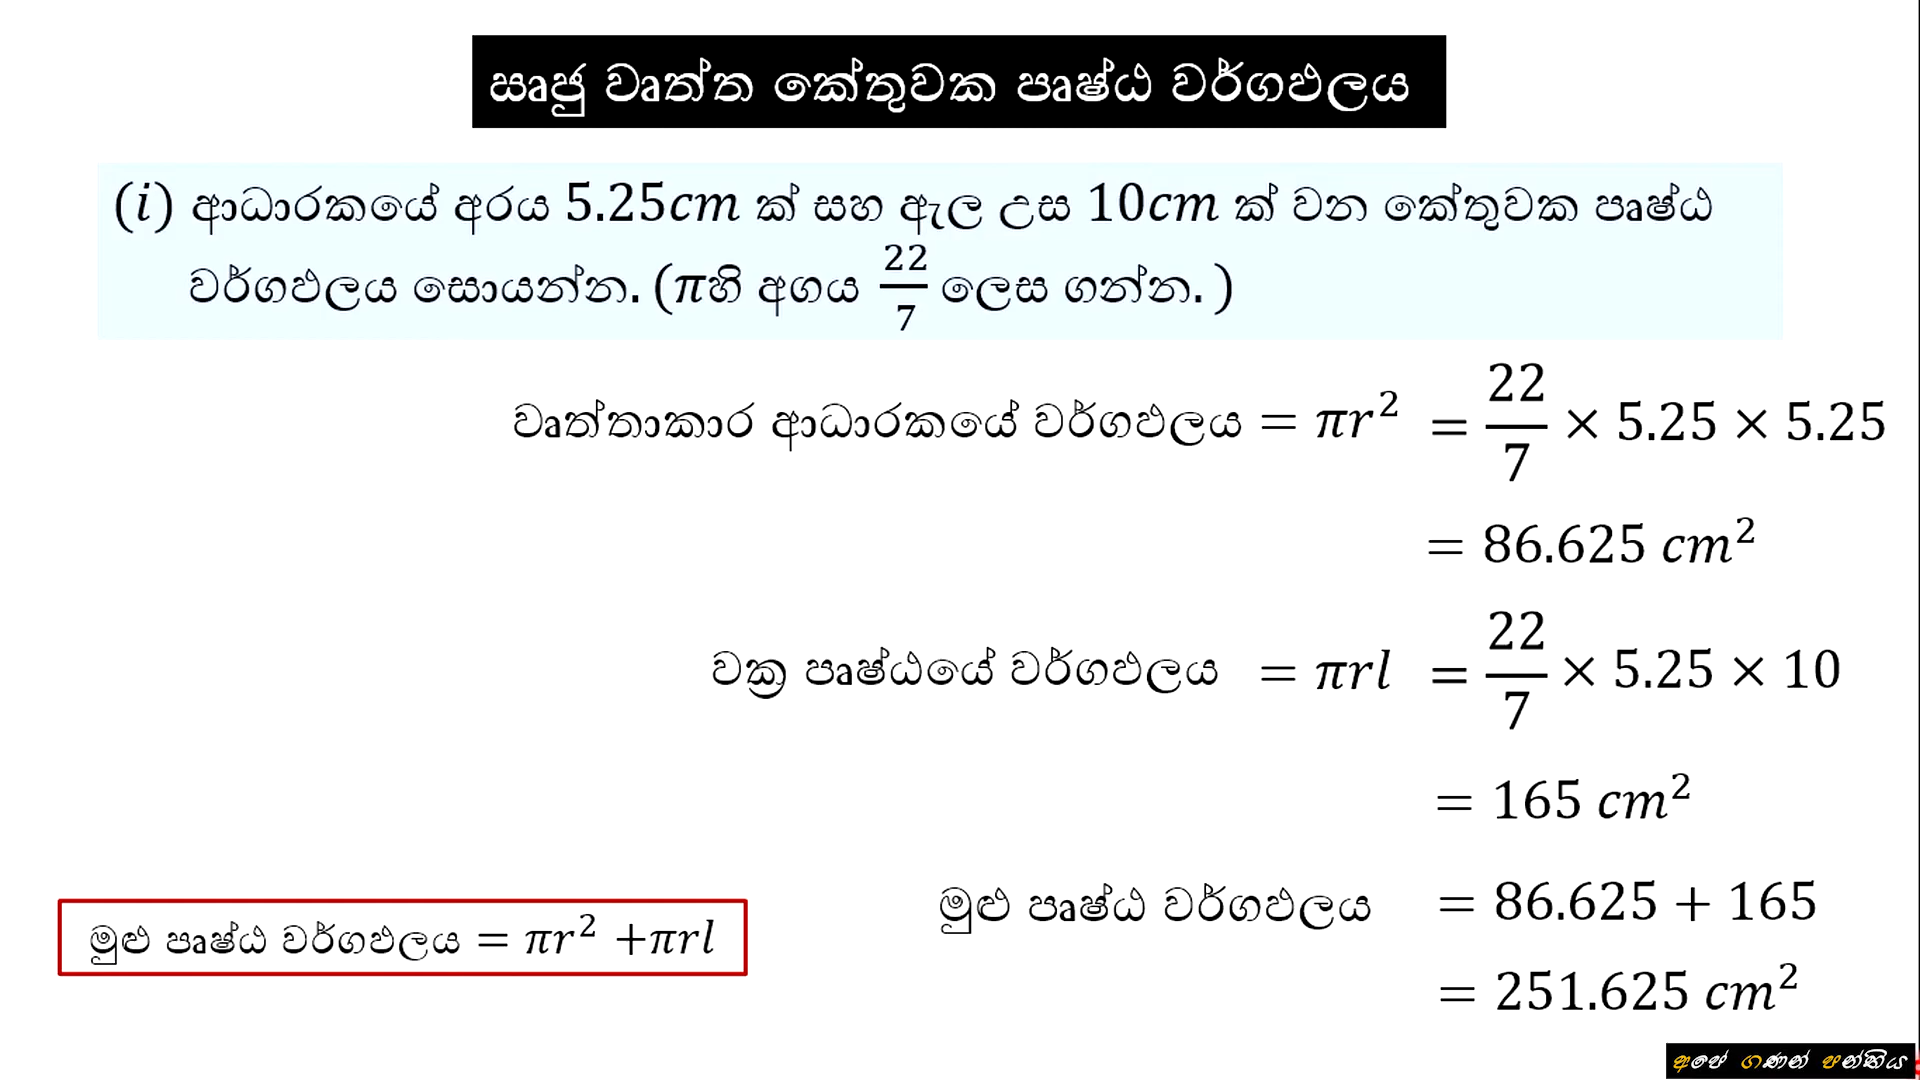 සෘජු වෘත්ත කේතුවක පෘෂ්ඨ වර්ගඵලය
(i) ආධාරකයේ අරය 5.25cm ක් සහ ඇල උස 10cm ක් වන කේතුවක පෘෂ්ඨ
වර්ගඵලය සොයන්න. (πහි අගය 22/7 ලෙස ගන්න. )
වෘත්තාකාර ආධාරකයේ වර්ගඵලය = πr² = 22/7 × 5.25 × 5.25
= 86.625 cm²
වක්‍ර පෘෂ්ඨයේ වර්ගඵලය = πrl = 22/7 × 5.25 × 10
= 165 cm²
මුළු පෘෂ්ඨ වර්ගඵලය = 86.625 + 165
මුළු පෘෂ්ඨ වර්ගඵලය = πr² +πrl
= 251.625 cm²
අපේ ගණන් පන්තිය